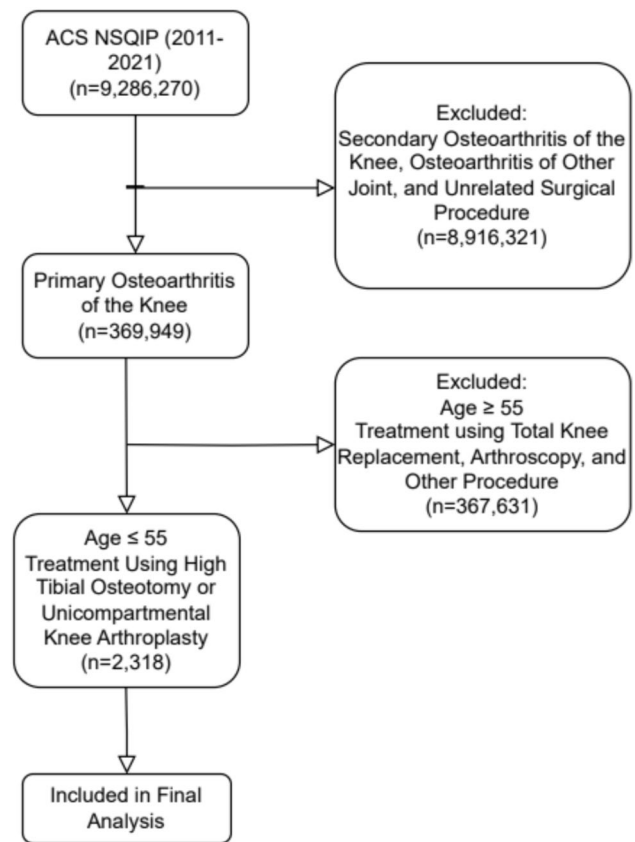 ACS NSQIP (2011-
2021)
(n=9,286,270)
Excluded:
Secondary Osteoarthritis of the
Knee, Osteoarthritis of Other
Joint, and Unrelated Surgical
Procedure
(n=8,916,321)
Primary Osteoarthritis
of the Knee
(n=369,949)
Excluded:
Age ≥ 55
Treatment using Total Knee
Replacement, Arthroscopy, and
Other Procedure
(n=367,631)
Age ≤ 55
Treatment Using High
Tibial Osteotomy or
Unicompartmental
Knee Arthroplasty
(n=2,318)
Included in Final
Analysis